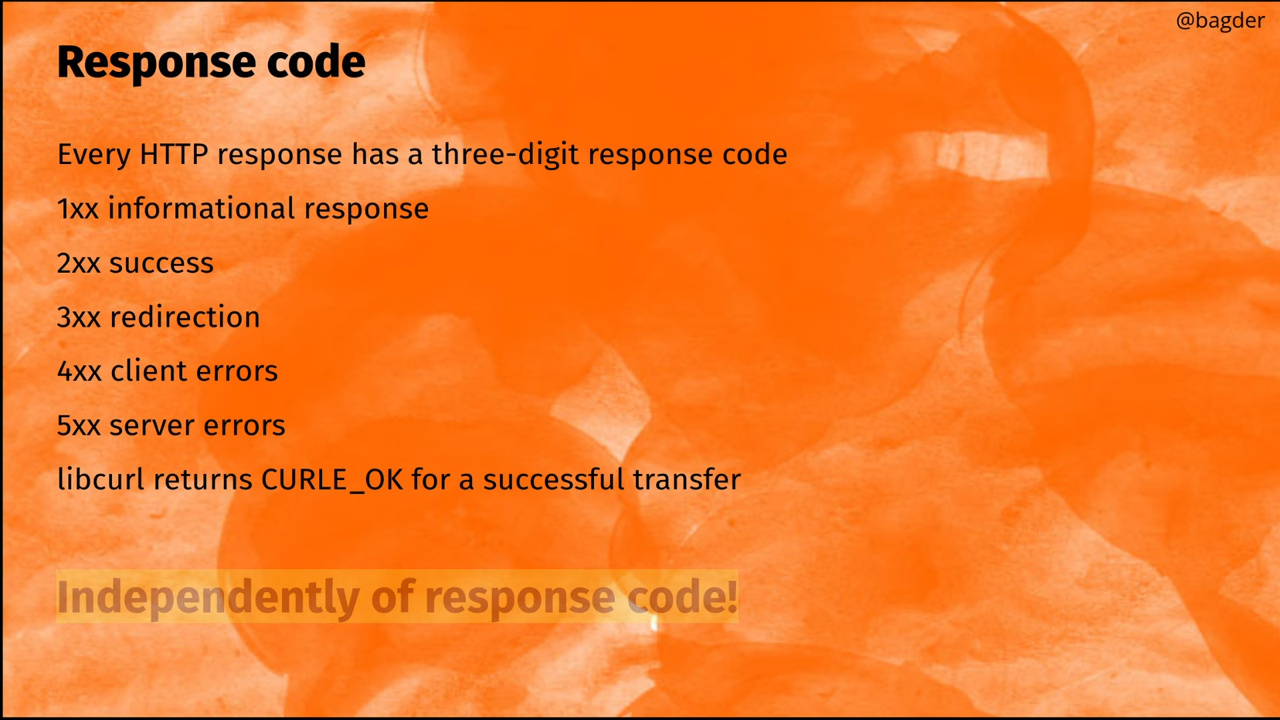 @bagder
Response code
Every HTTP response has a three-digit response code
1xx informational response
2xx success
3xx redirection
4xx client errors
5xx server errors
libcurl returns CURLE_OK for a successful transfer
Independently of response code!